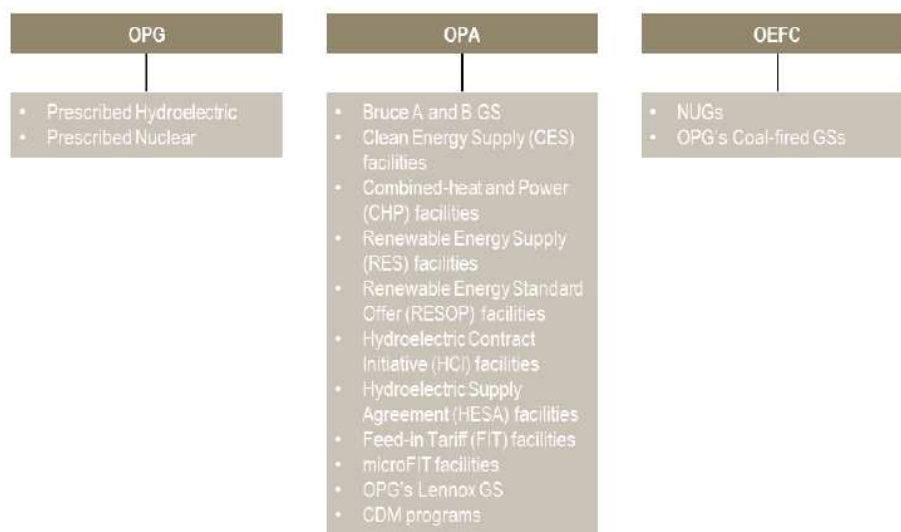 OPG
• Prescribed Hydroelectric
• Prescribed Nuclear
OPA
• Bruce A and B GS
• Clean Energy Supply (CES)
facilities
• Combined-heat and Power
(CHP) facilities
• Renewable Energy Supply
(RES) facilities
• Renewable Energy Standard
Offer (RESOP) facilities
• Hydroelectric Contract
Initiative (HCI) facilities
• Hydroelectric Supply
Agreement (HESA) facilities
• Feed-in Tariff (FIT) facilities
• microFIT facilities
• OPG's Lennox GS
• CDM programs
OEFC
• NUGs
• OPG's Coal-fired GSs